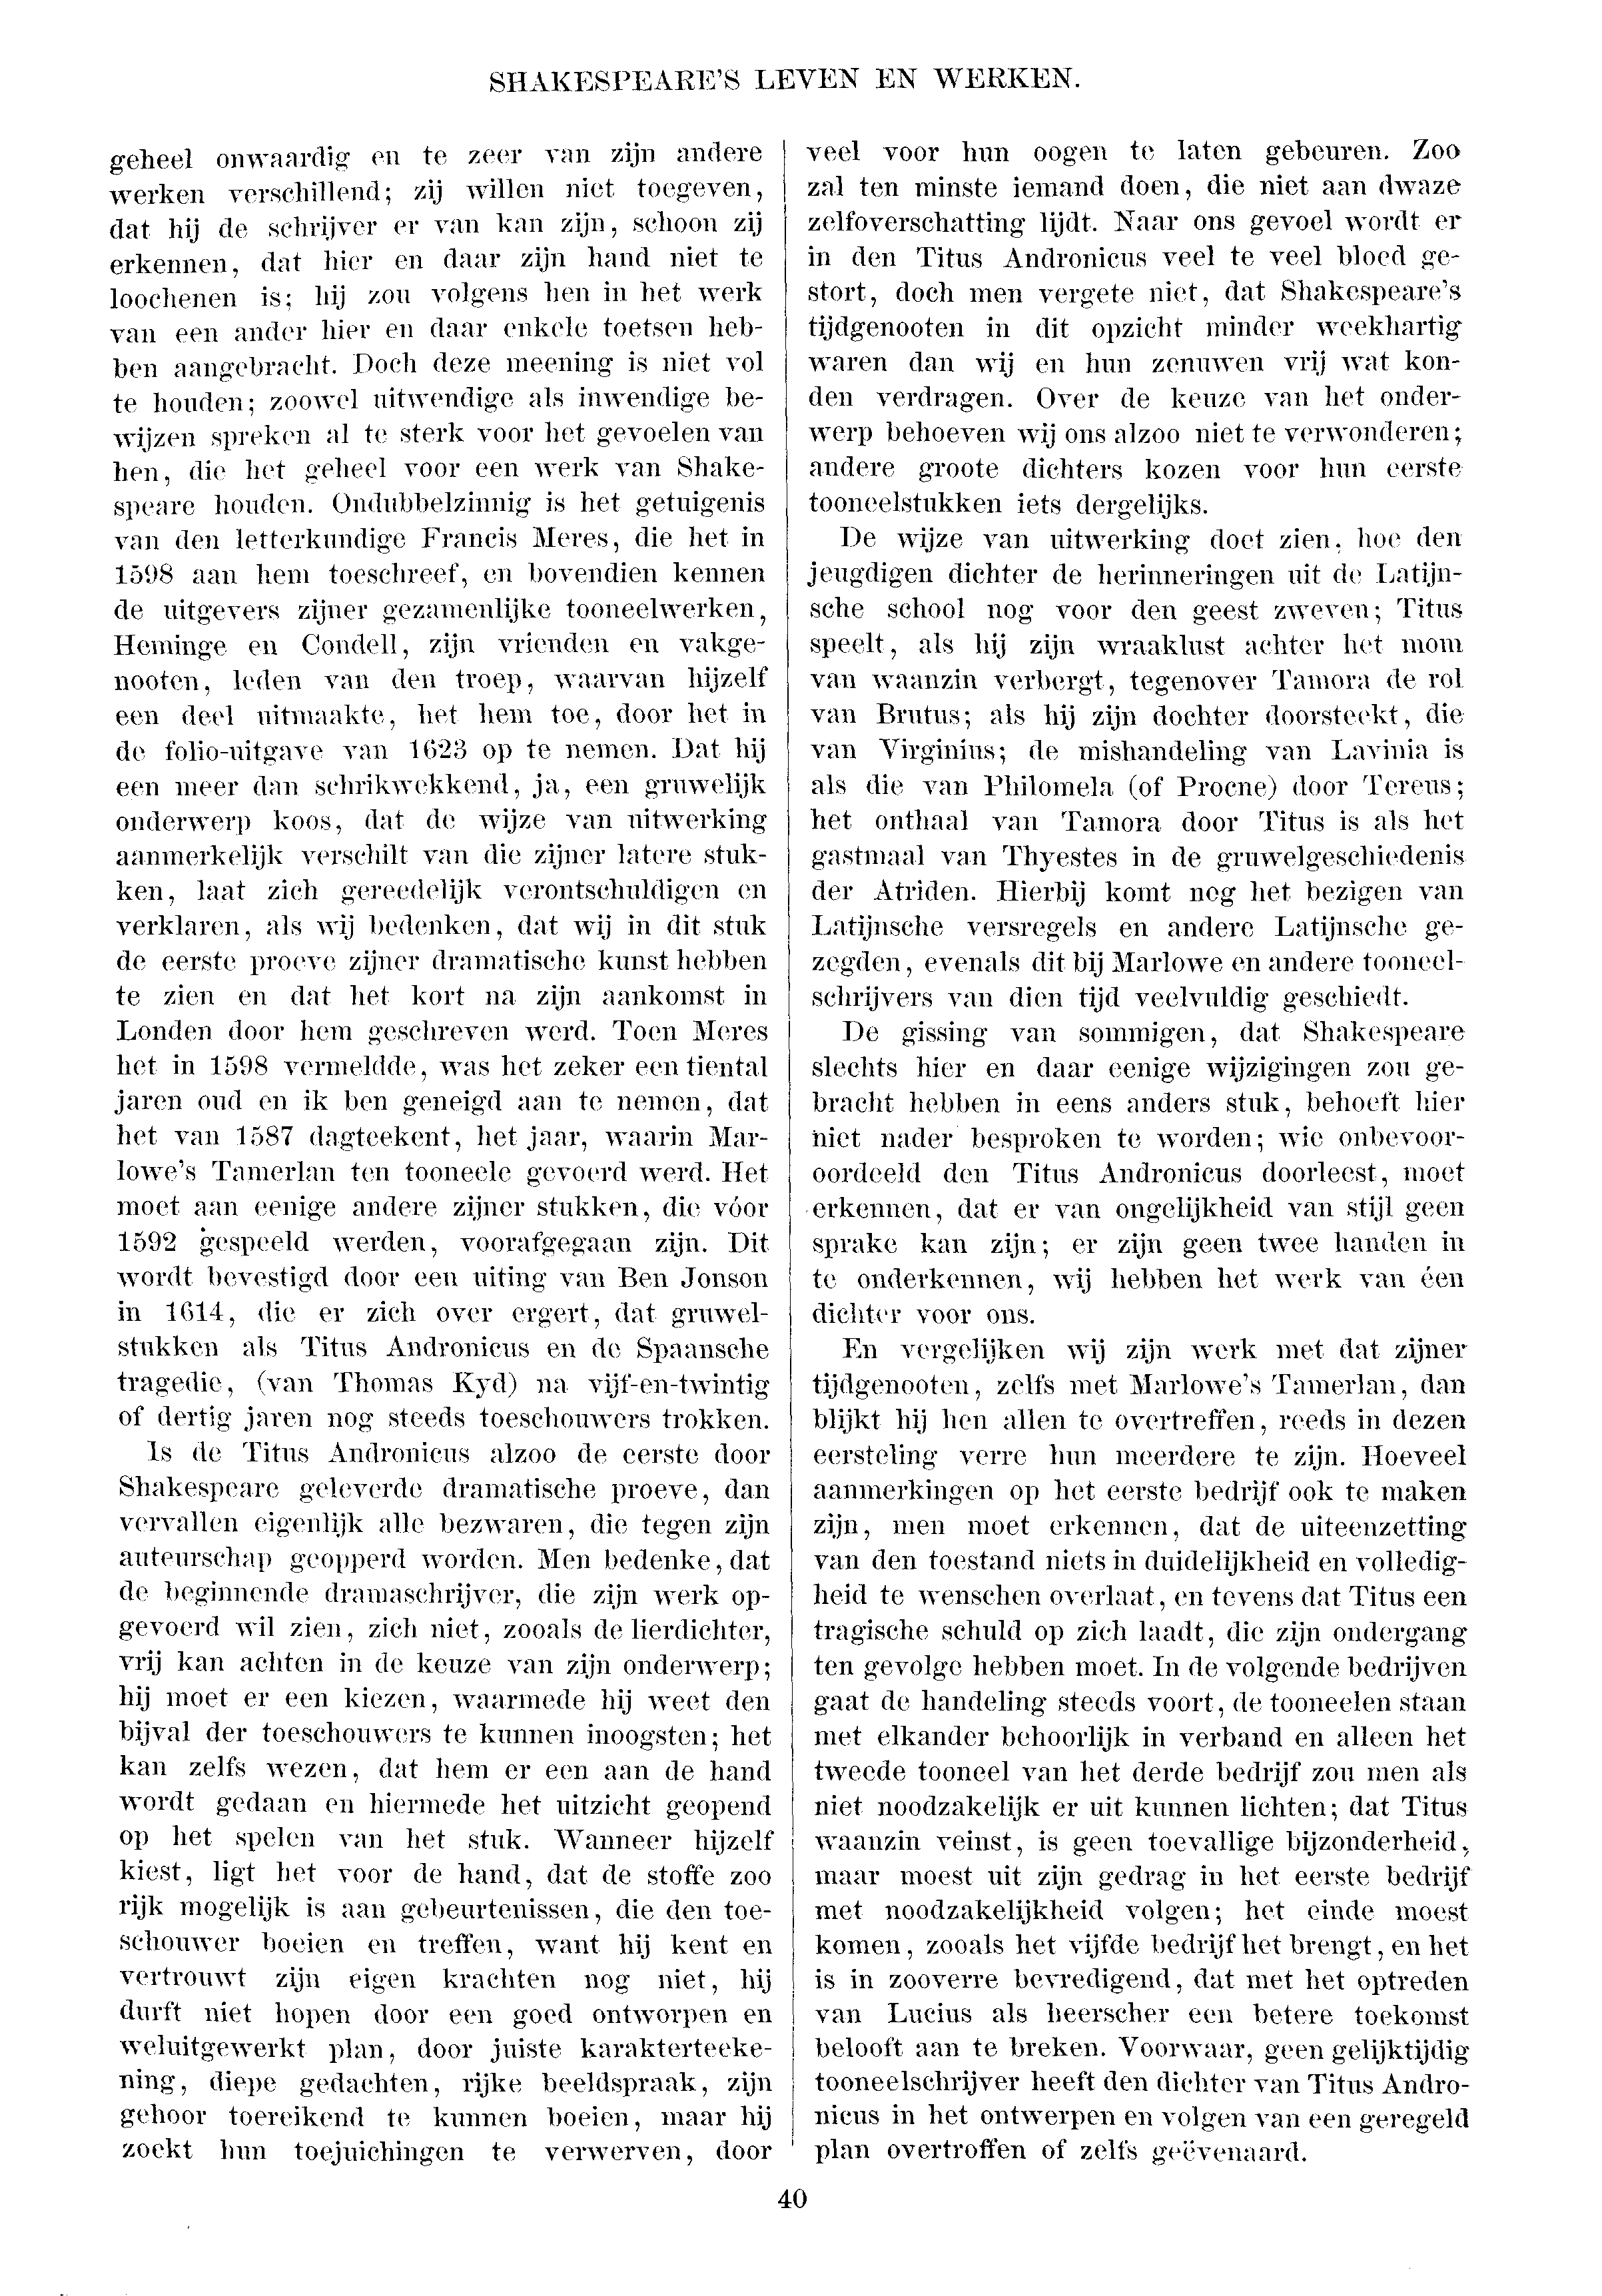 SHAKESPEARE'S LEVEN EN WERKEN.
geheel onwaardig en te zeer van zijn andere
werken verschillend; zij willen niet toegeven,
dat hij de schrijver er van kan zijn, schoon zij
erkennen, dat hier en daar zijn hand niet te
loochenen is; hij zou volgens hen in het werk
van een ander hier en daar enkele toetsen heb-
ben aangebracht. Doch deze meening is niet vol
te houden; zoowel uitwendige als inwendige be-
wijzen spreken al te sterk voor het gevoelen van
hen, die het geheel voor een werk van Shake-
speare houden. Ondubbelzinnig is het getuigenis
van den letterkundige Francis Meres, die het in
1598 aan hem toeschreef, en bovendien kennen
de uitgevers zijner gezamenlijke tooneelwerken,
Heminge en Condell, zijn vrienden en vakge-
nooten, leden van den troep, waarvan hijzelf
een deel uitmaakte, het hem toe, door het in
de folio-uitgave van 1623 op te nemen. Dat hij
een meer dan schrikwekkend, ja, een gruwelijk
onderwerp koos, dat de wijze van uitwerking
aanmerkelijk verschilt van die zijner latere stuk-
ken, laat zich gereedelijk verontschuldigen en
verklaren, als wij bedenken, dat wij in dit stuk
de eerste proeve zijner dramatische kunst hebben
te zien en dat het kort na zijn aankomst in
Londen door hem geschreven werd. Toen Meres
het in 1598 vermeldde, was het zeker een tiental
jaren oud en ik ben geneigd aan te nemen, dat
het van 1587 dagteekent, het jaar, waarin Mar-
lowe's Tamerlan ten tooneele gevoerd werd. Het
moet aan eenige andere zijner stukken, die vóor
1592 gespeeld werden, voorafgegaan zijn. Dit
wordt bevestigd door een uiting van Ben Jonson
in 1614, die er zich over ergert, dat gruwel-
stukken als Titus Andronicus en de Spaansche
tragedie, (van Thomas Kyd) na vijf-en-twintig
of dertig jaren nog steeds toeschouwers trokken.
Is de Titus Andronicus alzoo de eerste door
Shakespeare geleverde dramatische proeve, dan
vervallen eigenlijk alle bezwaren, die tegen zijn
auteurschap geopperd worden. Men bedenke, dat
de beginnende dramaschrijver, die zijn werk op-
gevoerd wil zien, zich niet, zooals de lierdichter,
vrij kan achten in de keuze van zijn onderwerp;
hij moet er een kiezen, waarmede hij weet den
bijval der toeschouwers te kunnen inoogsten; het
kan zelfs wezen, dat hem er een aan de hand
wordt gedaan en hiermede het uitzicht geopend
op het spelen van het stuk. Wanneer hijzelf
kiest, ligt het voor de hand, dat de stoffe zoo
rijk mogelijk is aan gebeurtenissen, die den toe-
schouwer boeien en treffen, want hij kent en
vertrouwt zijn eigen krachten nog niet, hij
durft niet hopen door een goed ontworpen en
weluitgewerkt plan, door juiste karakterteeke-
ning, diepe gedachten, rijke beeldspraak, zijn
gehoor toereikend te kunnen boeien, maar hij
zoekt hun toejuichingen te verwerven, door
veel voor hun oogen te laten gebeuren. Zoo
zal ten minste iemand doen, die niet aan dwaze
zelfoverschatting lijdt. Naar ons gevoel wordt er
in den Titus Andronicus veel te veel bloed ge-
stort, doch men vergete niet, dat Shakespeare's
tijdgenooten in dit opzicht minder weekhartig
waren dan wij en hun zenuwen vrij wat kon-
den verdragen. Over de keuze van het onder-
werp behoeven wij ons alzoo niet te verwonderen;
andere groote dichters kozen voor hun eerste
tooneelstukken iets dergelijks.
De wijze van uitwerking doet zien, hoe den
jeugdigen dichter de herinneringen uit de Latijn-
sche school nog voor den geest zweven; Titus
speelt, als hij zijn wraaklust achter het mom
van waanzin verbergt, tegenover Tamora de rol
van Brutus; als hij zijn dochter doorsteekt, die
van Virginius; de mishandeling van Lavinia is
als die van Philomela (of Procne) door Tereus;
het onthaal van Tamora door Titus is als het
gastmaal van Thyestes in de gruwelgeschiedenis
der Atriden. Hierbij komt nog het bezigen van
Latijnsche versregels en andere Latijnsche ge-
zegden, evenals dit bij Marlowe en andere tooneel-
schrijvers van dien tijd veelvuldig geschiedt.
De gissing van sommigen, dat Shakespeare
slechts hier en daar eenige wijzigingen zou ge-
bracht hebben in eens anders stuk, behoeft hier
niet nader besproken te worden; wie onbevoor-
oordeeld den Titus Andronicus doorleest, moet
erkennen, dat er van ongelijkheid van stijl geen
sprake kan zijn; er zijn geen twee handen in
te onderkennen, wij hebben het werk van éen
dichter voor ons.
En vergelijken wij zijn werk met dat zijner
tijdgenooten, zelfs met Marlowe's Tamerlan, dan
blijkt hij hen allen te overtreffen, reeds in dezen
eersteling verre hun meerdere te zijn. Hoeveel
aanmerkingen op het eerste bedrijf ook te maken
zijn, men moet erkennen, dat de uiteenzetting
van den toestand niets in duidelijkheid en volledig-
heid te wenschen overlaat, en tevens dat Titus een
tragische schuld op zich laadt, die zijn ondergang
ten gevolge hebben moet. In de volgende bedrijven
gaat de handeling steeds voort, de tooneelen staan
met elkander behoorlijk in verband en alleen het
tweede tooneel van het derde bedrijf zou men als
niet noodzakelijk er uit kunnen lichten; dat Titus
waanzin veinst, is geen toevallige bijzonderheid,
maar moest uit zijn gedrag in het eerste bedrijf
met noodzakelijkheid volgen; het einde moest
komen, zooals het vijfde bedrijf het brengt, en het
is in zooverre bevredigend, dat met het optreden
van Lucius als heerscher een betere toekomst
belooft aan te breken. Voorwaar, geen gelijktijdig
tooneelschrijver heeft den dichter van Titus Andro-
nicus in het ontwerpen en volgen van een geregeld
plan overtroffen of zelfs geëvenaard.
40